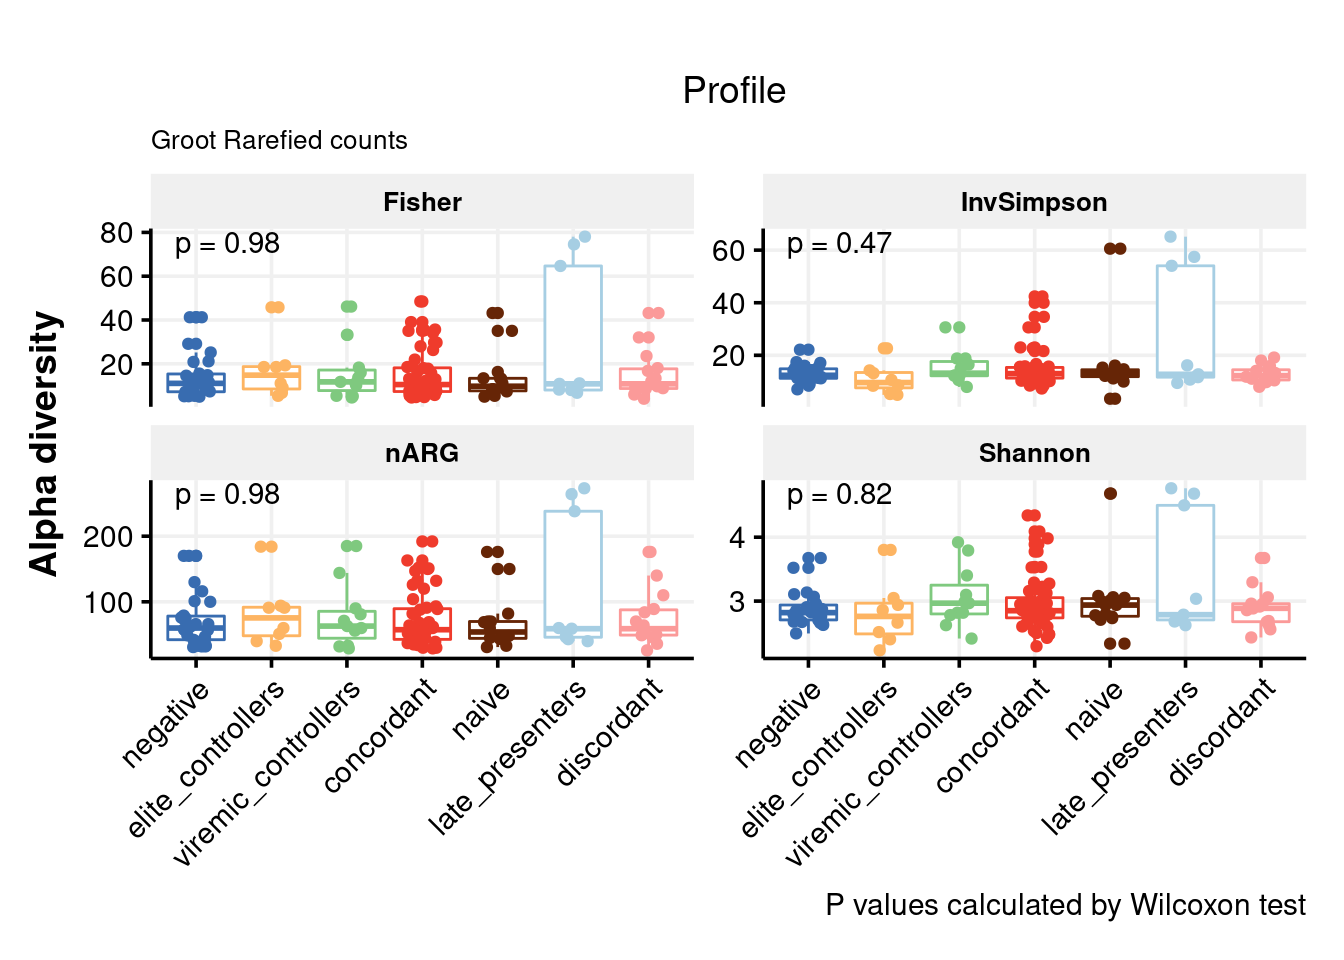 Profile
Groot Rarefied counts
Alpha diversity
Fisher
p = 0.98
80
60
40
20
InvSimpson
p = 0.47
60
40
20
nARG
p = 0.98
200
100
Shannon
p = 0.82
4
3
negative
elite_controllers
viremic_controllers
concordant
naive
late_presenters
discordant
negative
elite_controllers
viremic_controllers
concordant
naive
late_presenters
discordant
P values calculated by Wilcoxon test